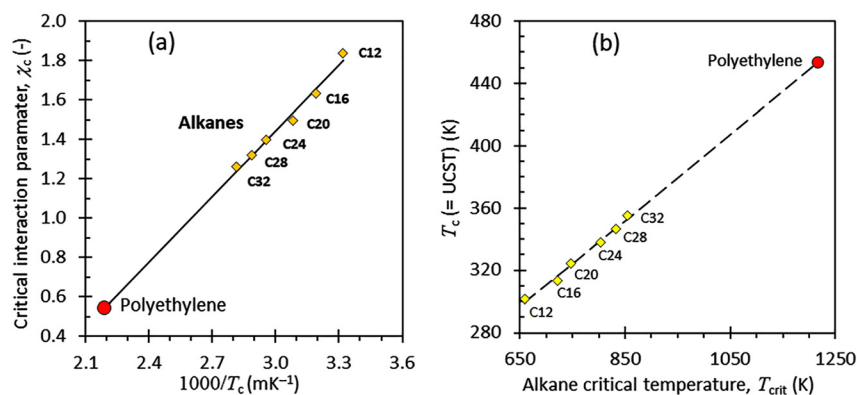 (a)
Critical interaction paramater, χc (-)
2.0
1.8
1.6
1.4
1.2
1.0
0.8
0.6
0.4
C12
C16
Alkanes
C20
C24
C28
C32
Polyethylene
2.1 2.4 2.7 3.0 3.3 3.6
1000/Tc (mK⁻¹)
(b)
Tc (= UCST) (K)
480
440
400
360
320
280
Polyethylene
C32
C28
C24
C20
C16
C12
650 850 1050 1250
Alkane critical temperature, Tcrit (K)